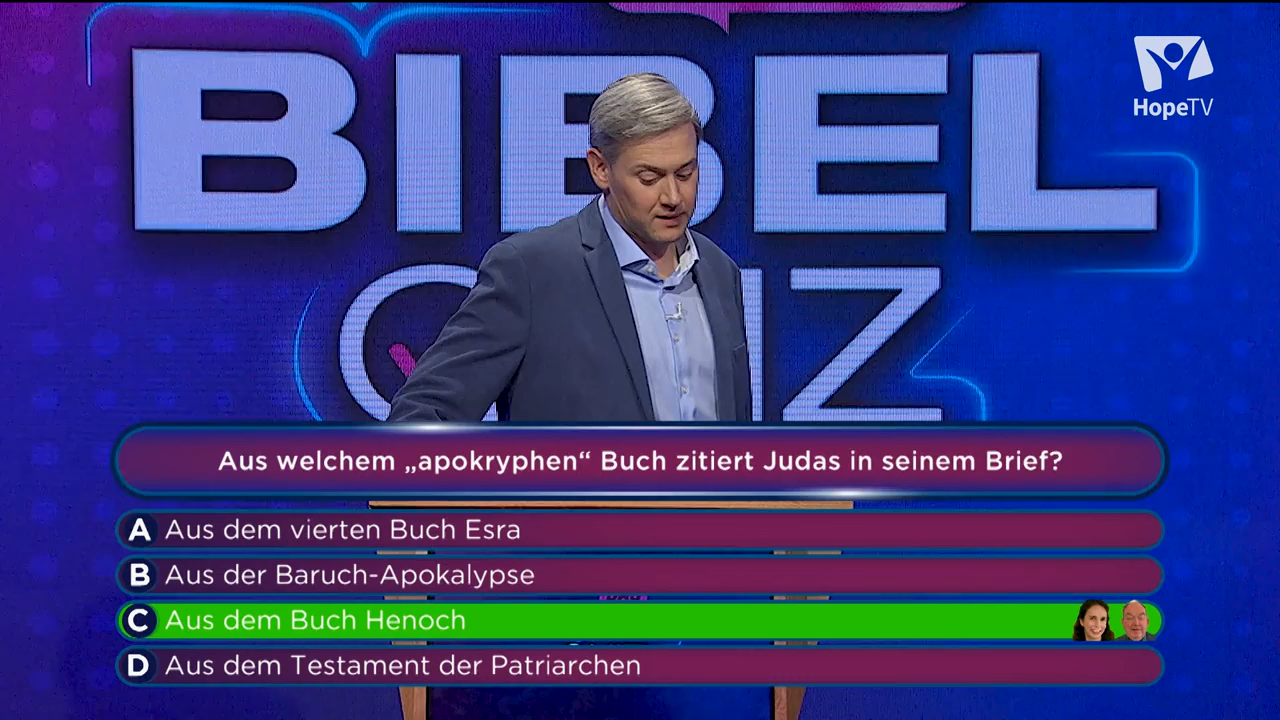 BIBEL
QUIZ
HopeTV
Aus welchem „apokryphen“ Buch zitiert Judas in seinem Brief?
A Aus dem vierten Buch Esra
B Aus der Baruch-Apokalypse
C Aus dem Buch Henoch
D Aus dem Testament der Patriarchen